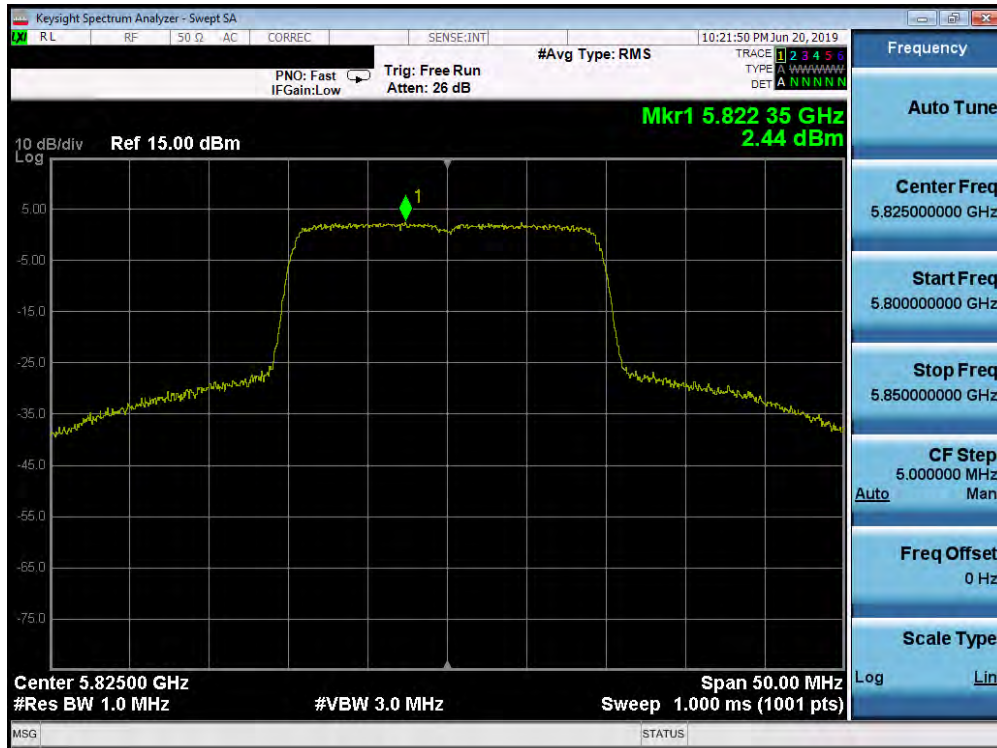 Keysight Spectrum Analyzer - Swept SA
LXI RL RF 50 Ω AC CORREC SENSE:INT 10:21:50 PM Jun 20, 2019
#Avg Type: RMS TRACE 1 2 3 4 5 6
PNO: Fast Trig: Free Run TYPE A WWWWW
IFGain:Low Atten: 26 dB DET A N N N N N
Mkr1 5.822 35 GHz
2.44 dBm
10 dB/div Ref 15.00 dBm
Log
1
5.00
-5.00
-15.0
-25.0
-35.0
-45.0
-55.0
-65.0
-75.0
Center 5.82500 GHz Span 50.00 MHz
#Res BW 1.0 MHz #VBW 3.0 MHz Sweep 1.000 ms (1001 pts)
MSG STATUS
Frequency
Auto Tune
Center Freq
5.825000000 GHz
Start Freq
5.800000000 GHz
Stop Freq
5.850000000 GHz
CF Step
5.000000 MHz
Auto Man
Freq Offset
0 Hz
Scale Type
Log Lin